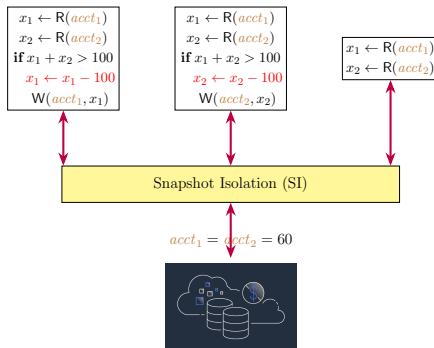 x₁ ← R(acct₁)
x₂ ← R(acct₂)
if x₁ + x₂ > 100
x₁ ← x₁ − 100
W(acct₁, x₁)
x₁ ← R(acct₁)
x₂ ← R(acct₂)
if x₁ + x₂ > 100
x₂ ← x₂ − 100
W(acct₂, x₂)
x₁ ← R(acct₁)
x₂ ← R(acct₂)
Snapshot Isolation (SI)
acct₁ = acct₂ = 60